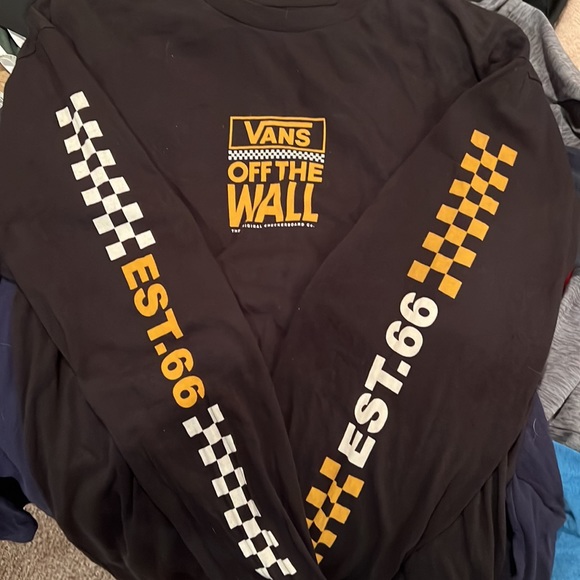 VANS
OFF THE
WALL
EST.66
EST.66